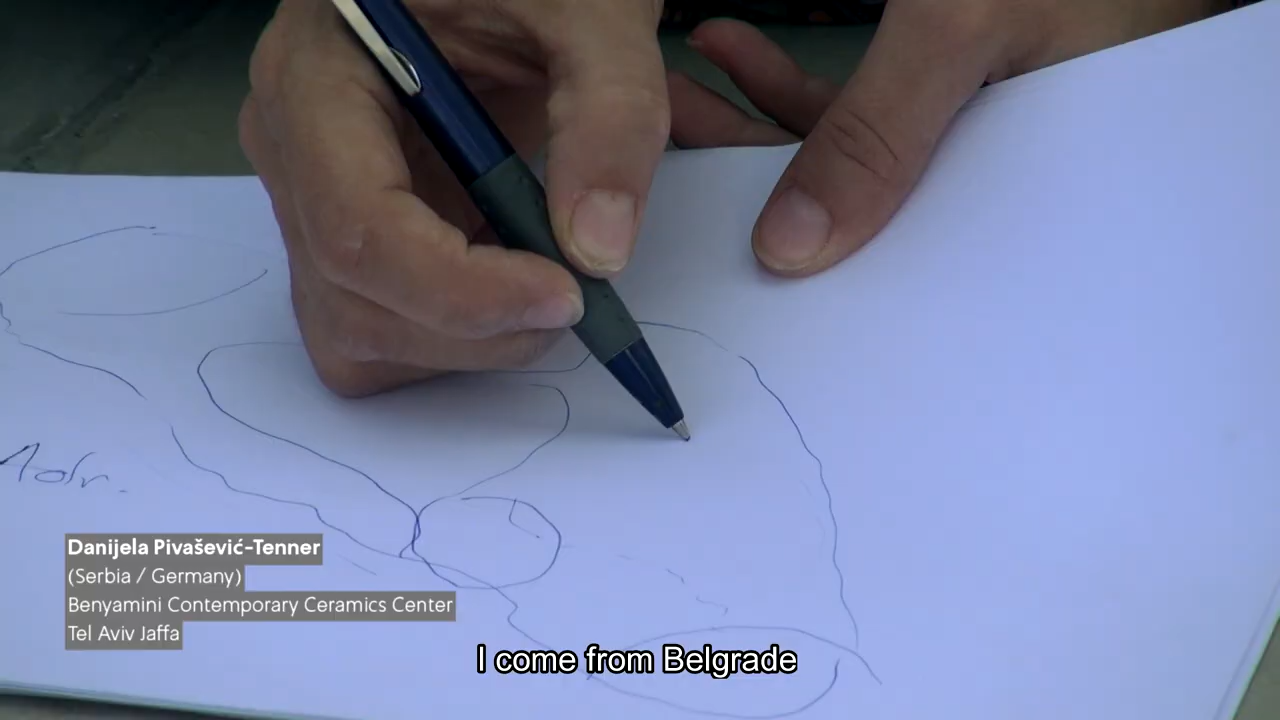 Danijela Pivašević-Tenner
(Serbia / Germany)
Benyamini Contemporary Ceramics Center
Tel Aviv Jaffa
I come from Belgrade